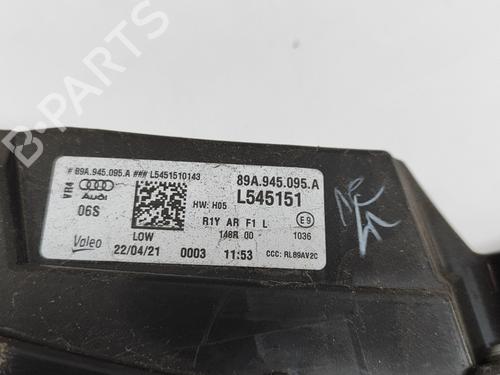 # 89A.945.095.A ### L5451510143
89A.945.095.A
VR4 Audi
HW: H05
L545151
06S
R1Y AR F1 L
E9
LOW
148R 00
1036
Valeo
22/04/21 0003 11:53
CCC: RL89AV2C
B-PARTS